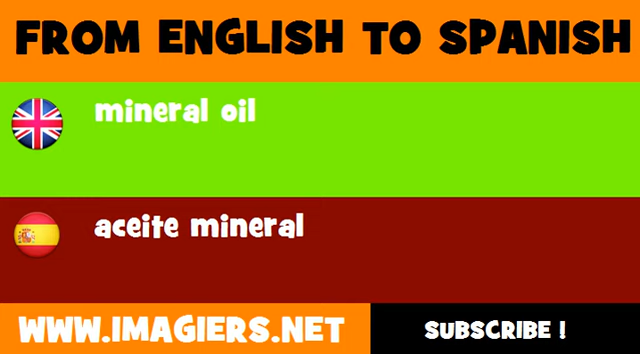 FROM ENGLISH TO SPANISH
mineral oil
aceite mineral
WWW.IMAGIERS.NET
SUBSCRIBE !